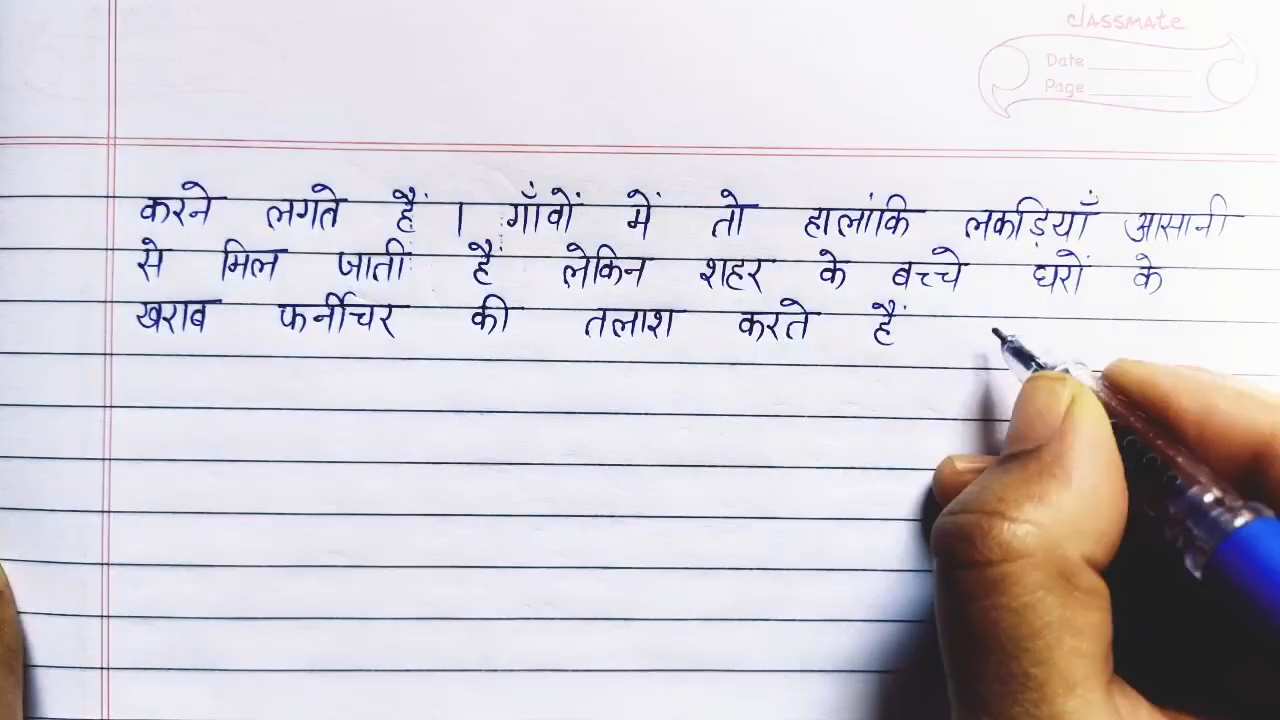 classmate
Date
Page
करने लगते हैं । गाँवों में तो हालांकि लकड़ियाँ आसानी
से मिल जाती हैं लेकिन शहर के बच्चे घरों के
खराब फर्नीचर की तलाश करते हैं